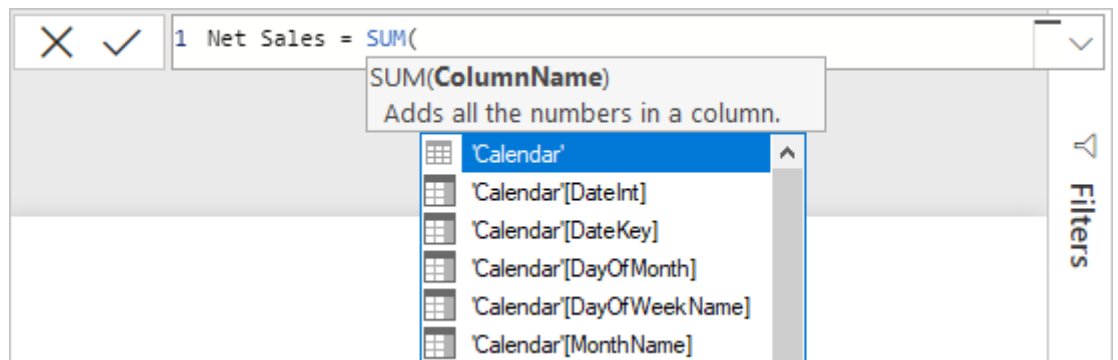 1 Net Sales = SUM(
SUM(ColumnName)
Adds all the numbers in a column.
'Calendar'
'Calendar'[DateInt]
'Calendar'[DateKey]
'Calendar'[DayOfMonth]
'Calendar'[DayOfWeekName]
'Calendar'[MonthName]
Filters